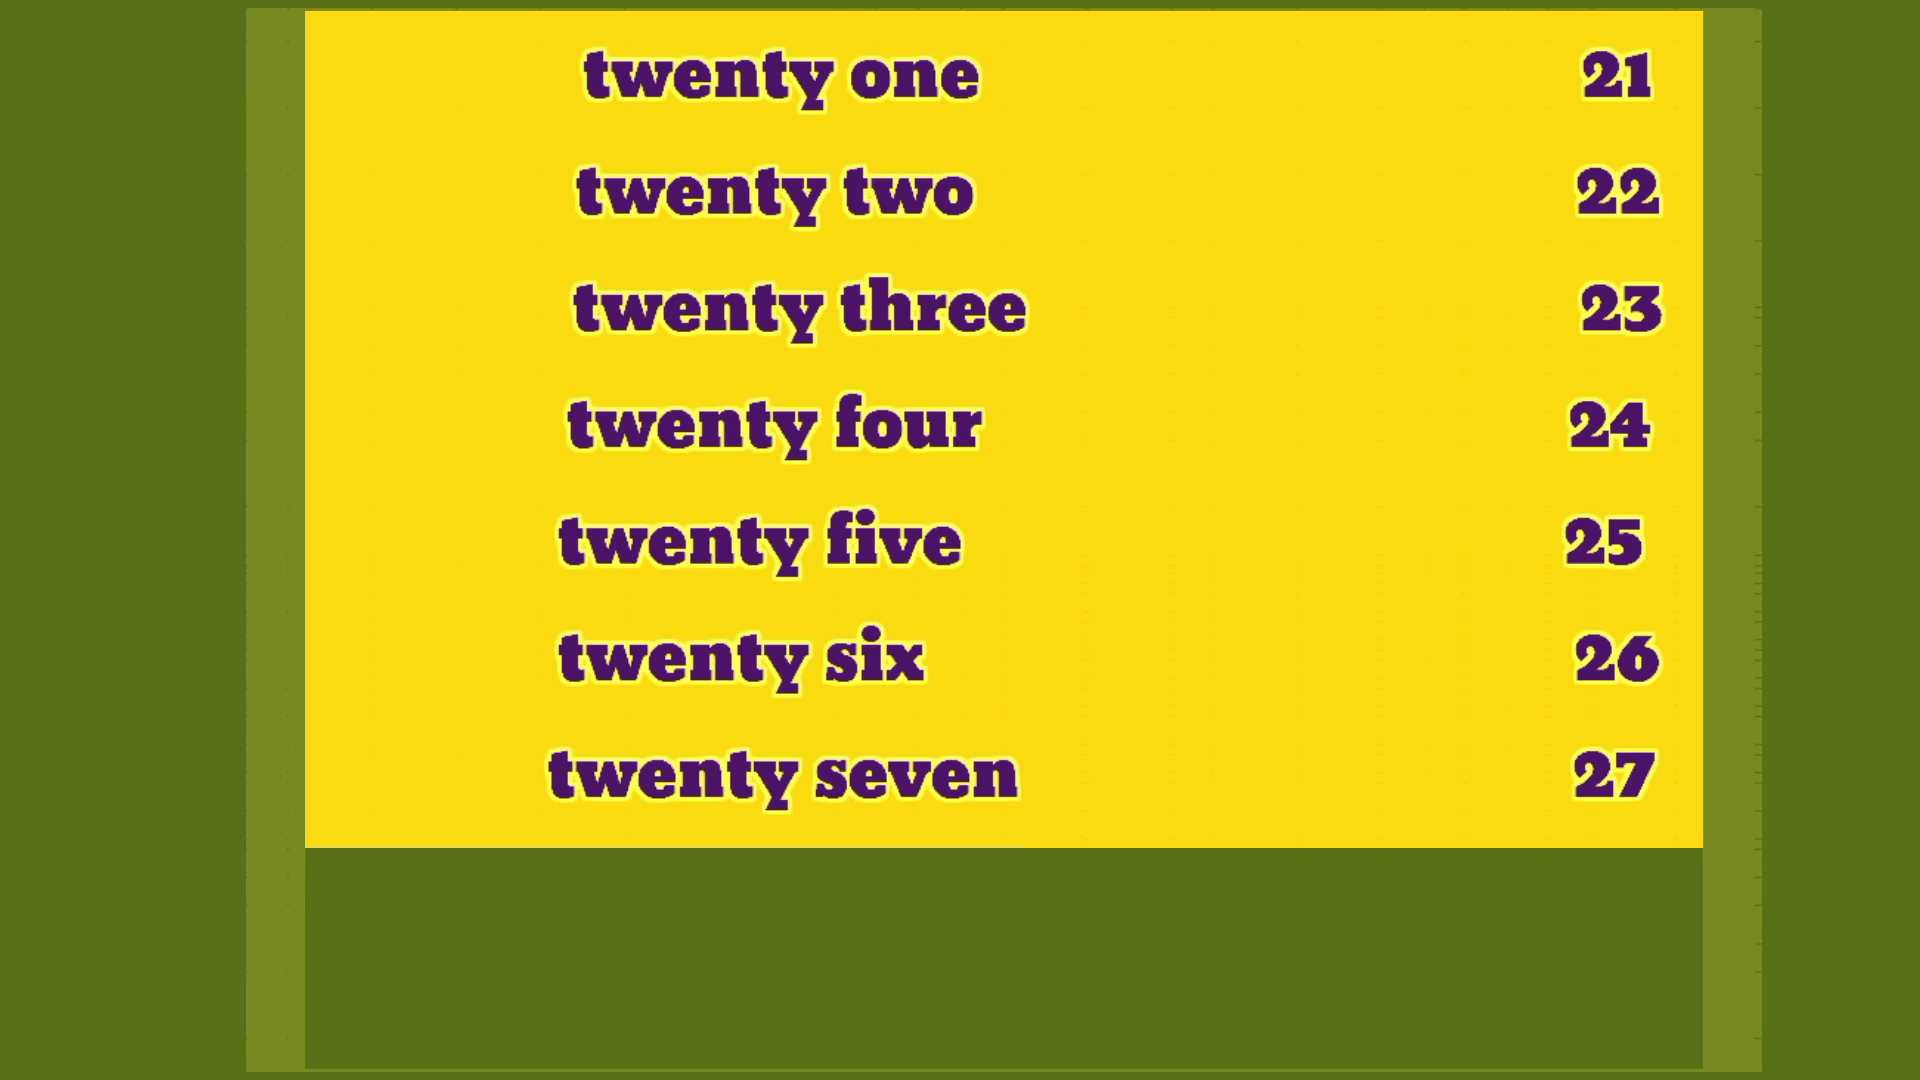 twenty one 21
twenty two 22
twenty three 23
twenty four 24
twenty five 25
twenty six 26
twenty seven 27